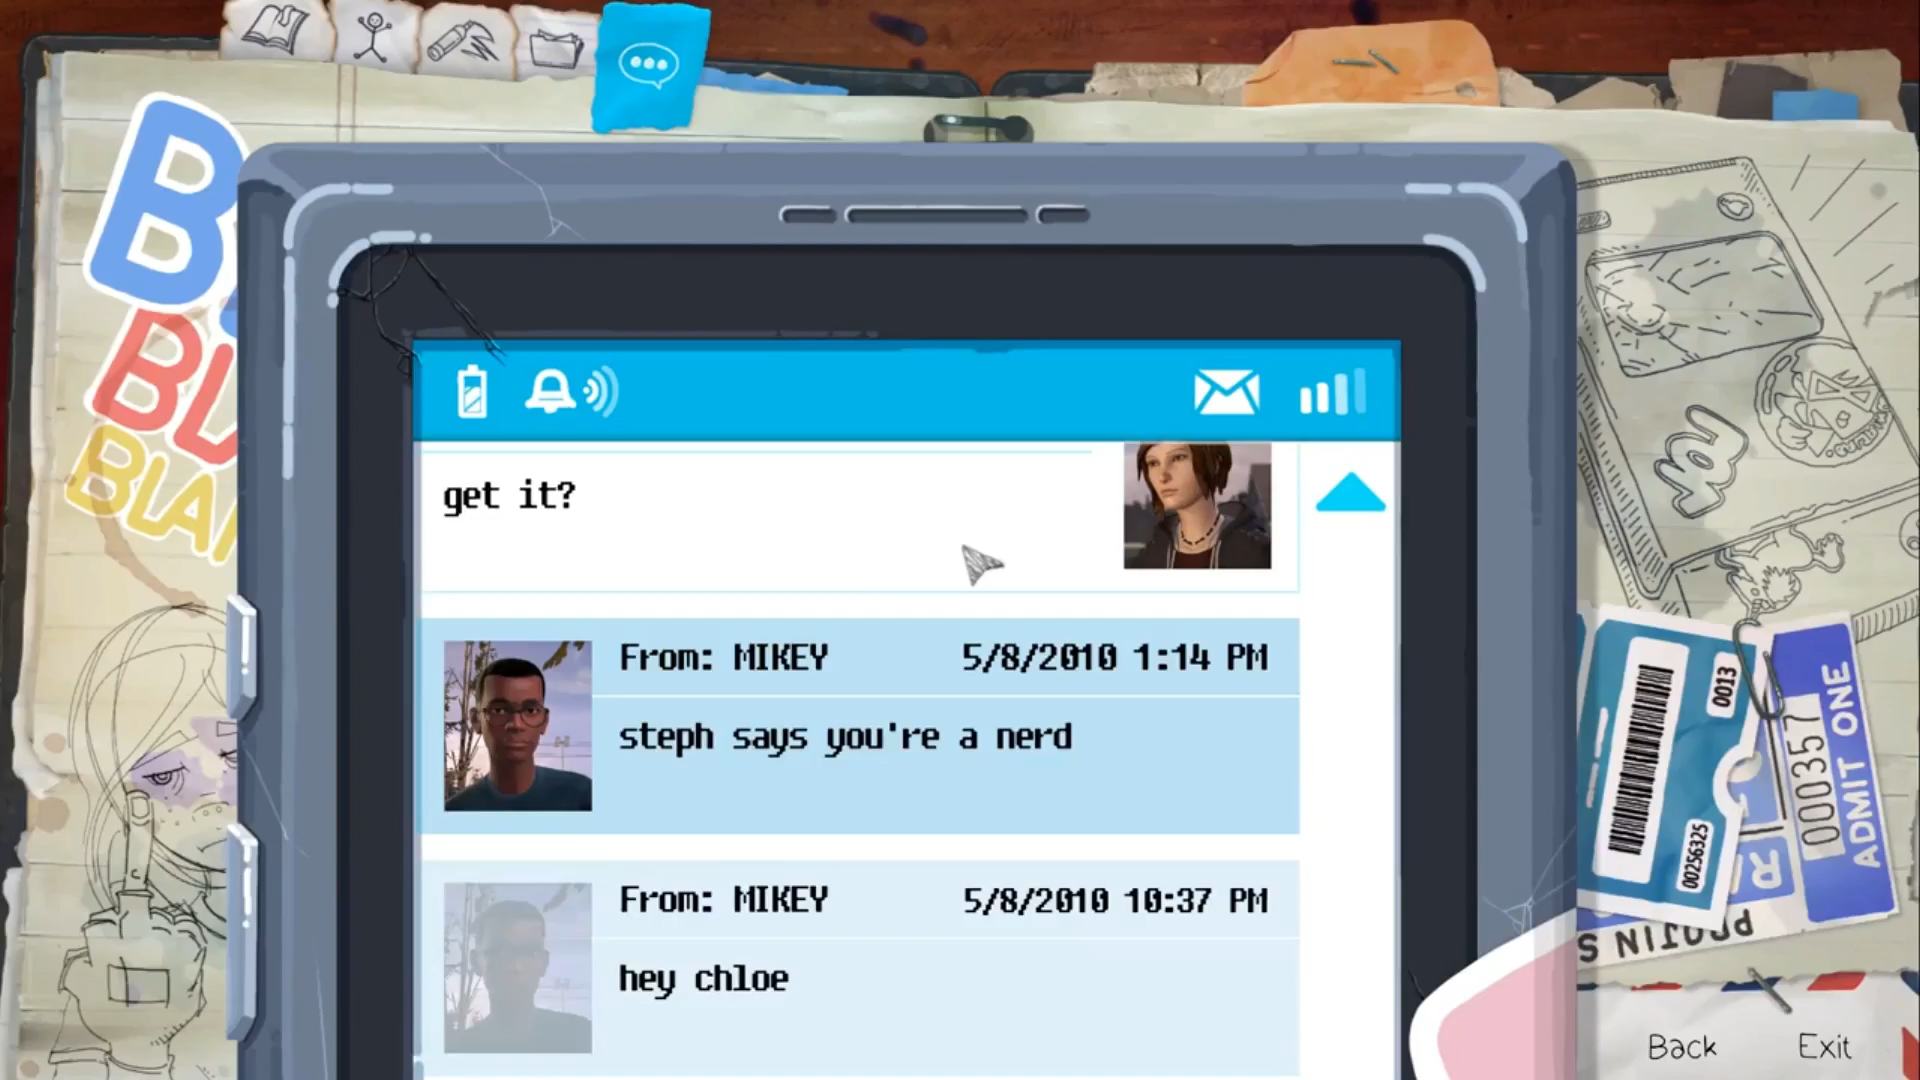 get it?
From: MIKEY 5/8/2010 1:14 PM
steph says you're a nerd
From: MIKEY 5/8/2010 10:37 PM
hey chloe
0013
00256325
000357
ADMIT ONE
Back
Exit